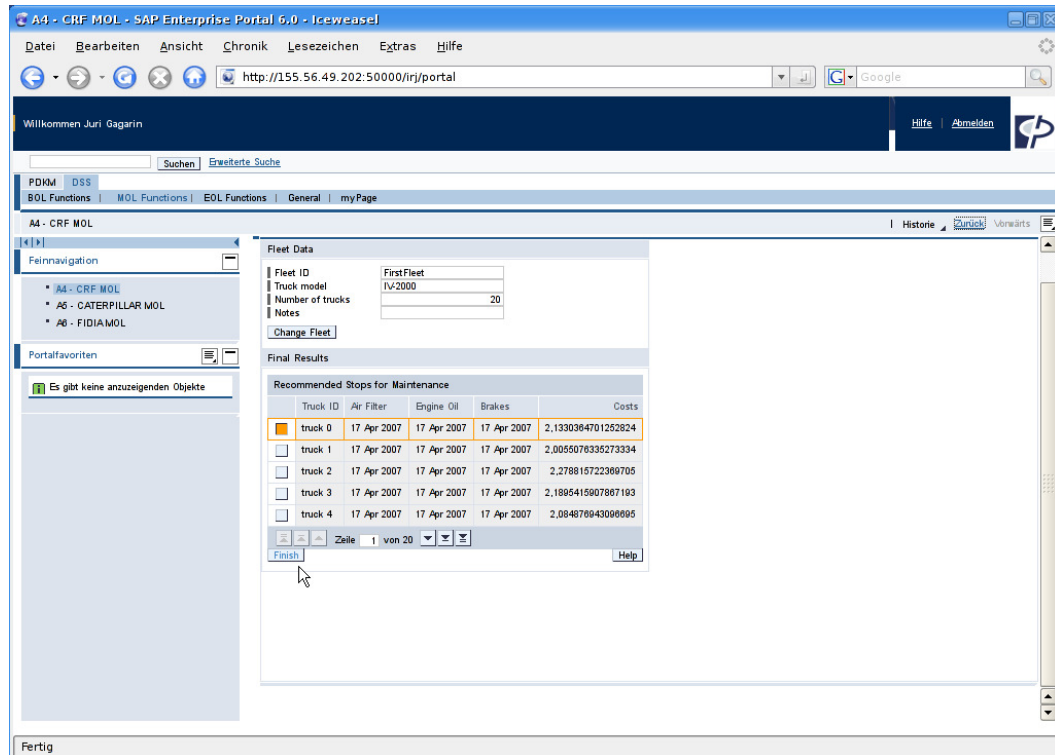 A4 - CRF MOL - SAP Enterprise Portal 6.0 - Iceweasel
Datei Bearbeiten Ansicht Chronik Lesezeichen Extras Hilfe
http://155.56.49.202:50000/irj/portal
G Google
Willkommen Juri Gagarin
Hilfe | Abmelden
Suchen Erweiterte Suche
PDKM DSS
BOL Functions | MOL Functions | EOL Functions | General | myPage
A4 - CRF MOL
| Historie Zurück Vorwärts
Feinnavigation
A4 - CRF MOL
A5 - CATERPILLAR MOL
A6 - FIDIA MOL
Portalfavoriten
Es gibt keine anzuzeigenden Objekte
Fleet Data
Fleet ID FirstFleet
Truck model IV-2000
Number of trucks 20
Notes
Change Fleet
Final Results
Recommended Stops for Maintenance
Truck ID Air Filter Engine Oil Brakes Costs
truck 0 17 Apr 2007 17 Apr 2007 17 Apr 2007 2,1330364701252824
truck 1 17 Apr 2007 17 Apr 2007 17 Apr 2007 2,0055076335273334
truck 2 17 Apr 2007 17 Apr 2007 17 Apr 2007 2,278815722369705
truck 3 17 Apr 2007 17 Apr 2007 17 Apr 2007 2,1895415907867193
truck 4 17 Apr 2007 17 Apr 2007 17 Apr 2007 2,084876943096695
Zeile 1 von 20
Finish Help
Fertig